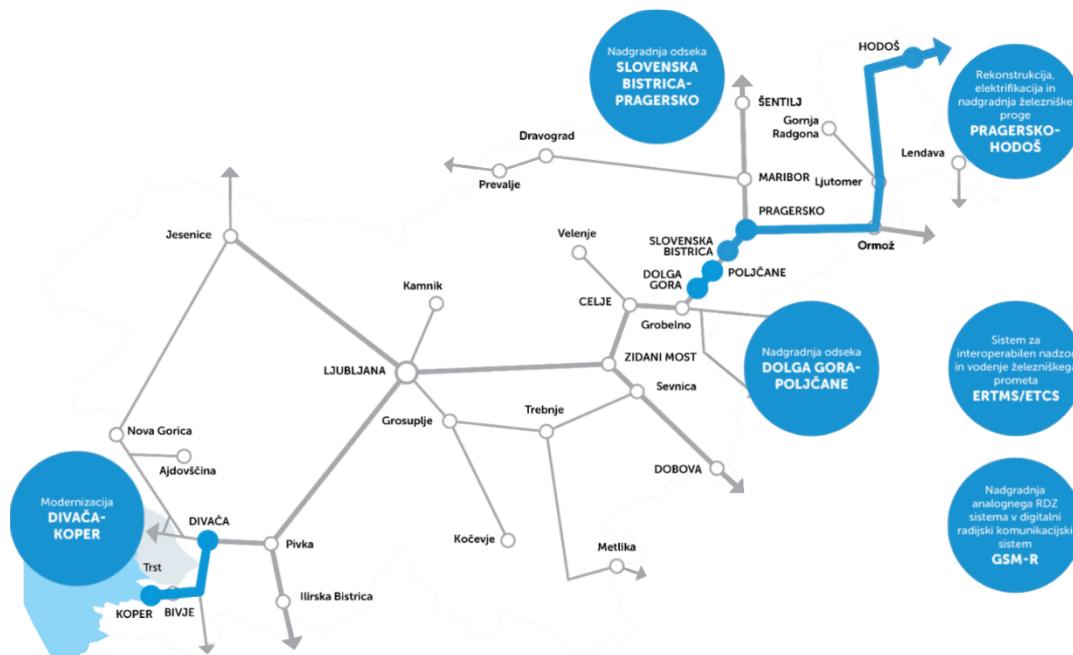 Nadgradnja odseka
SLOVENSKA
BISTRICA-
PRAGERSKO
HODOŠ
Rekonstrukcija,
elektrifikacija in
nadgradnja železniške
proge
PRAGERSKO-
HODOŠ
ŠENTILJ
Gornja
Radgona
Dravograd
Lendava
Prevalje
MARIBOR
Ljutomer
PRAGERSKO
Jesenice
Velenje
SLOVENSKA
BISTRICA
Ormož
POLJČANE
DOLGA
GORA
Kamnik
CELJE
Grobelno
LJUBLJANA
ZIDANI MOST
Nadgradnja odseka
DOLGA GORA-
POLJČANE
Sistem za
interoperabilen nadzor
in vodenje železniškega
prometa
ERTMS/ETCS
Sevnica
Grosuplje
Trebnje
Nova Gorica
Ajdovščina
DOBOVA
Modernizacija
DIVAČA-
KOPER
DIVAČA
Pivka
Kočevje
Metlika
Nadgradnja
analognega RDZ
sistema v digitalni
radijski komunikacijski
sistem
GSM-R
Trst
KOPER
BIVJE
Ilirska Bistrica